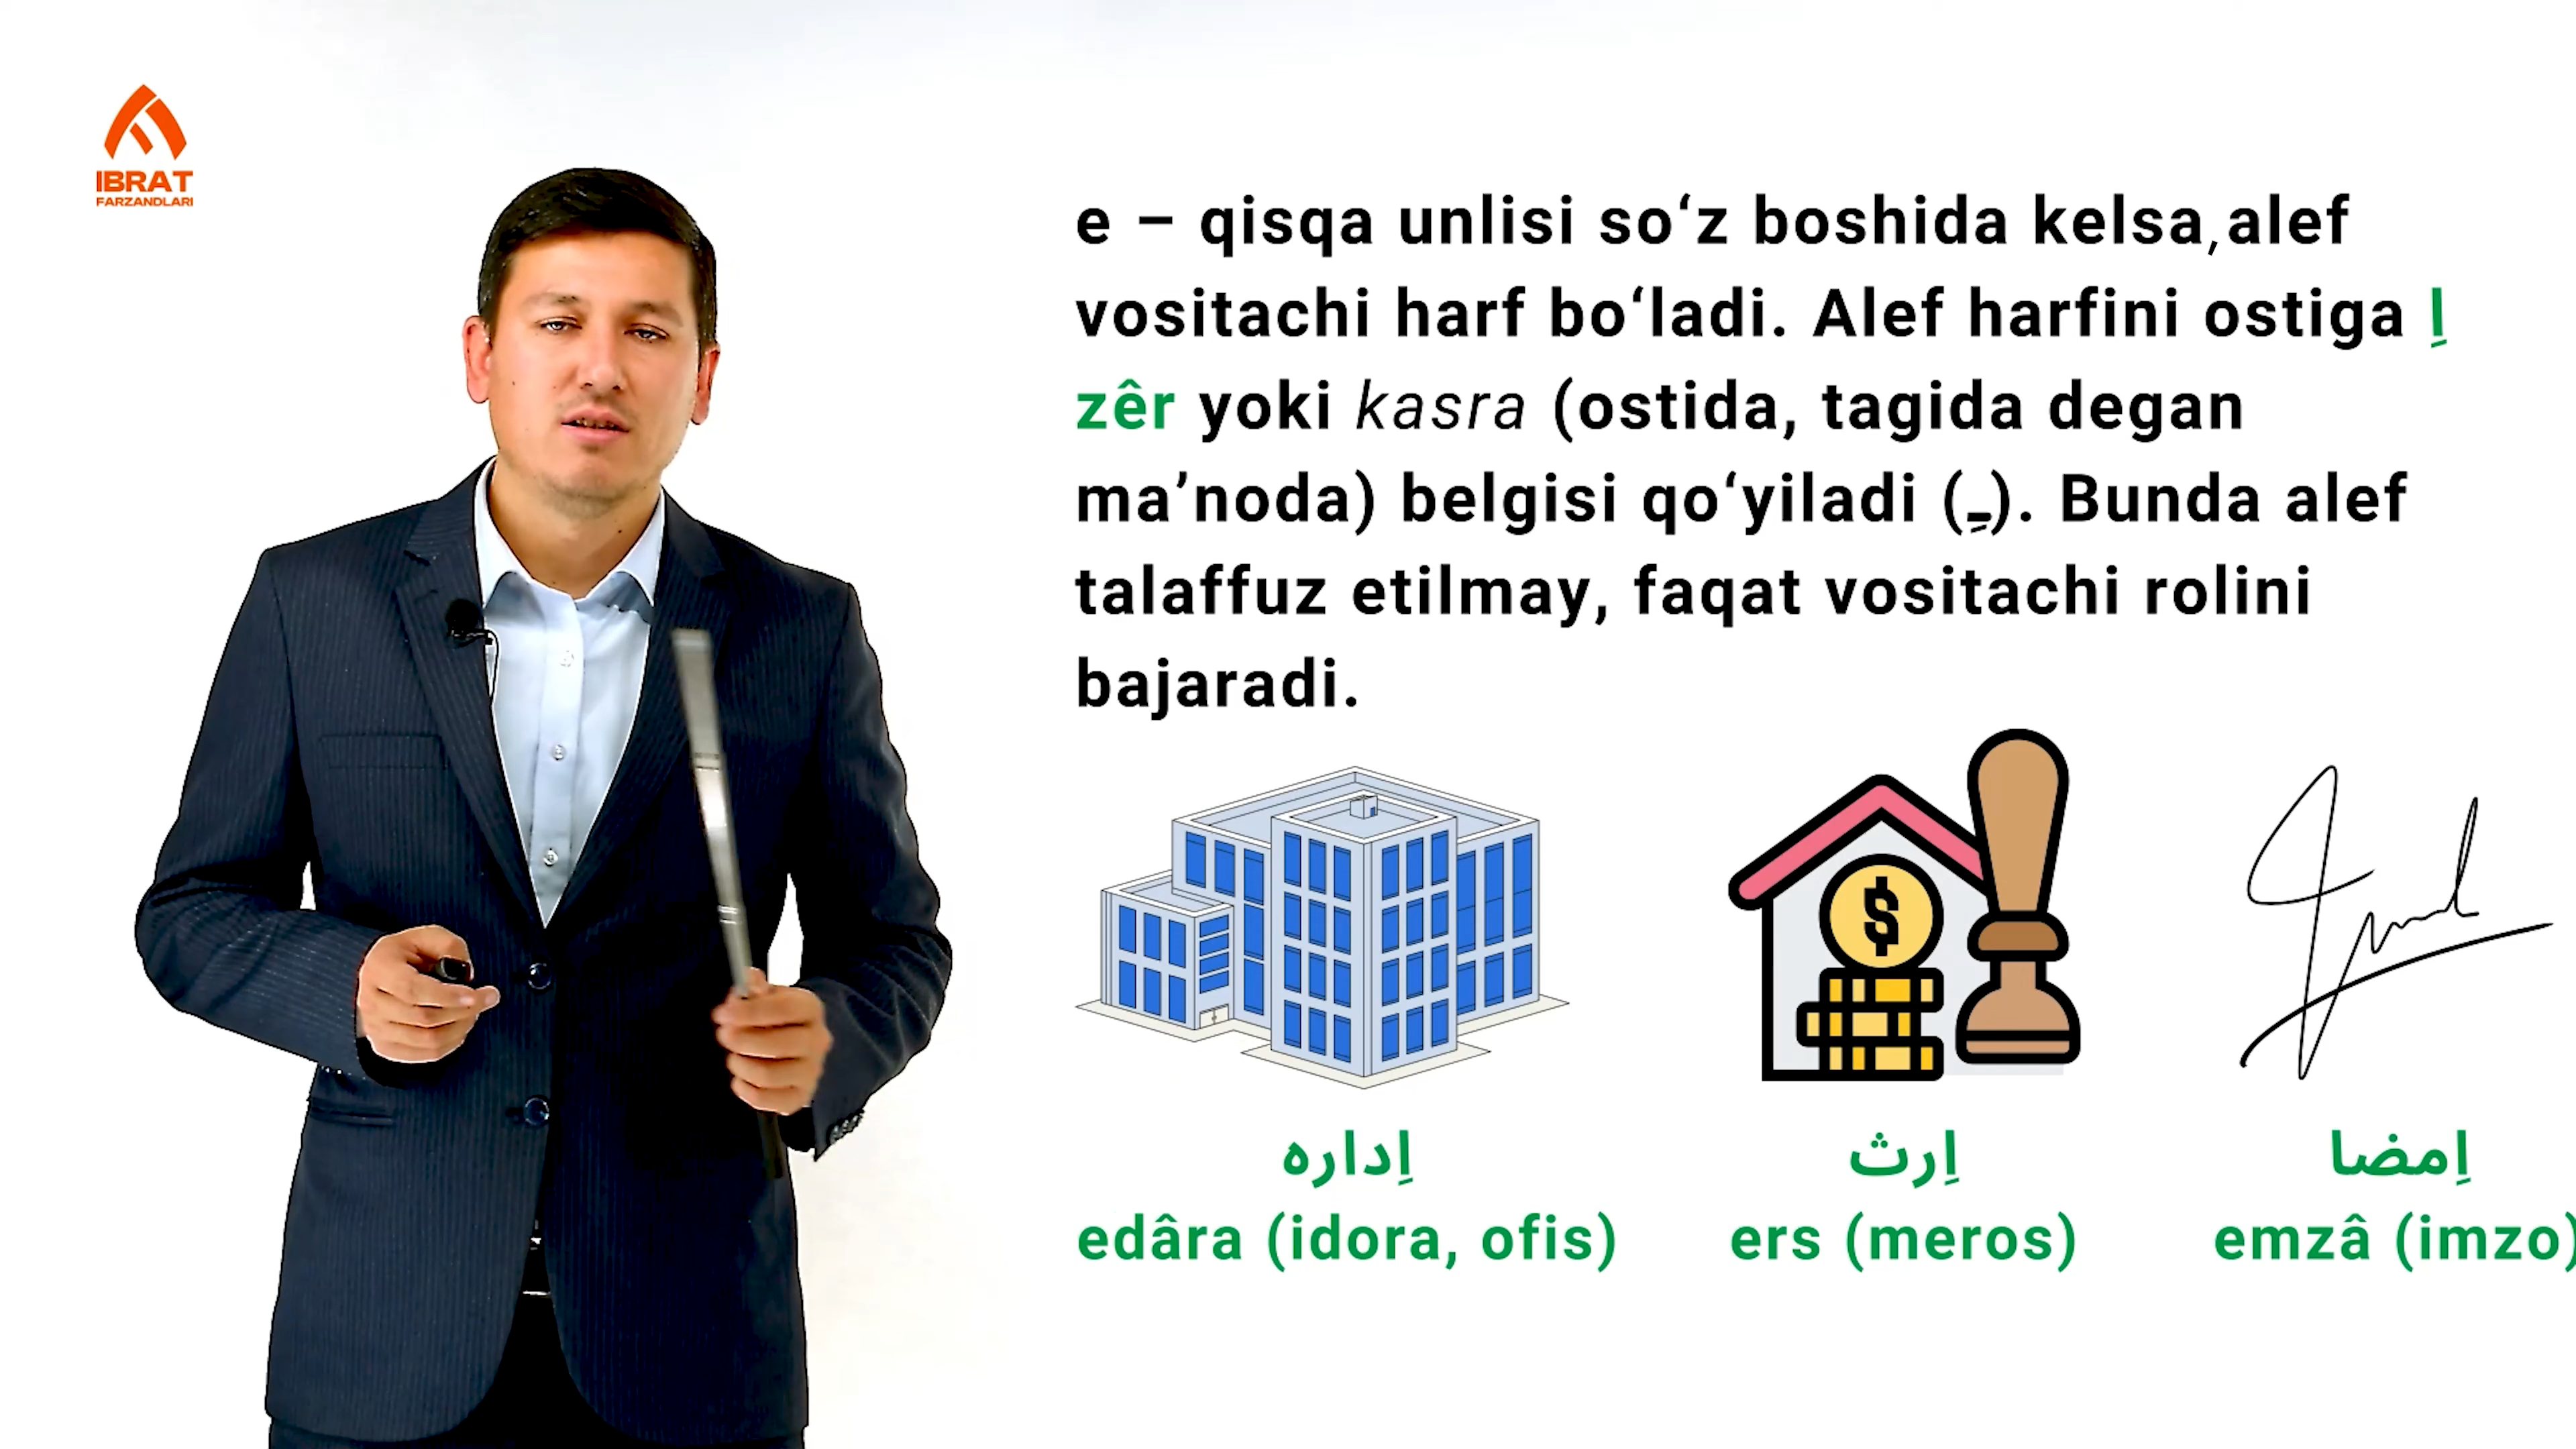 IBRAT
FARZANDLARI
e – qisqa unlisi so‘z boshida kelsa,alef
vositachi harf bo‘ladi. Alef harfini ostiga اِ
zêr yoki kasra (ostida, tagida degan
ma’noda) belgisi qo‘yiladi (ـِ). Bunda alef
talaffuz etilmay, faqat vositachi rolini
bajaradi.
اِداره
edâra (idora, ofis)
اِرث
ers (meros)
اِمضا
emzâ (imzo)